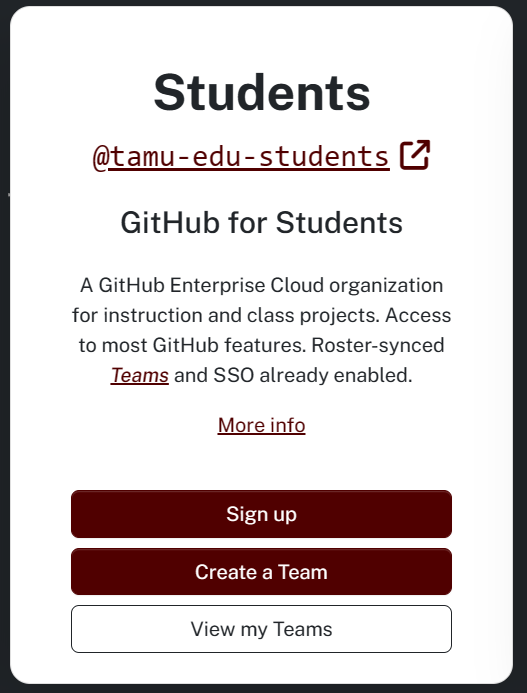 Students
@tamu-edu-students
GitHub for Students
A GitHub Enterprise Cloud organization
for instruction and class projects. Access
to most GitHub features. Roster-synced
Teams and SSO already enabled.
More info
Sign up
Create a Team
View my Teams